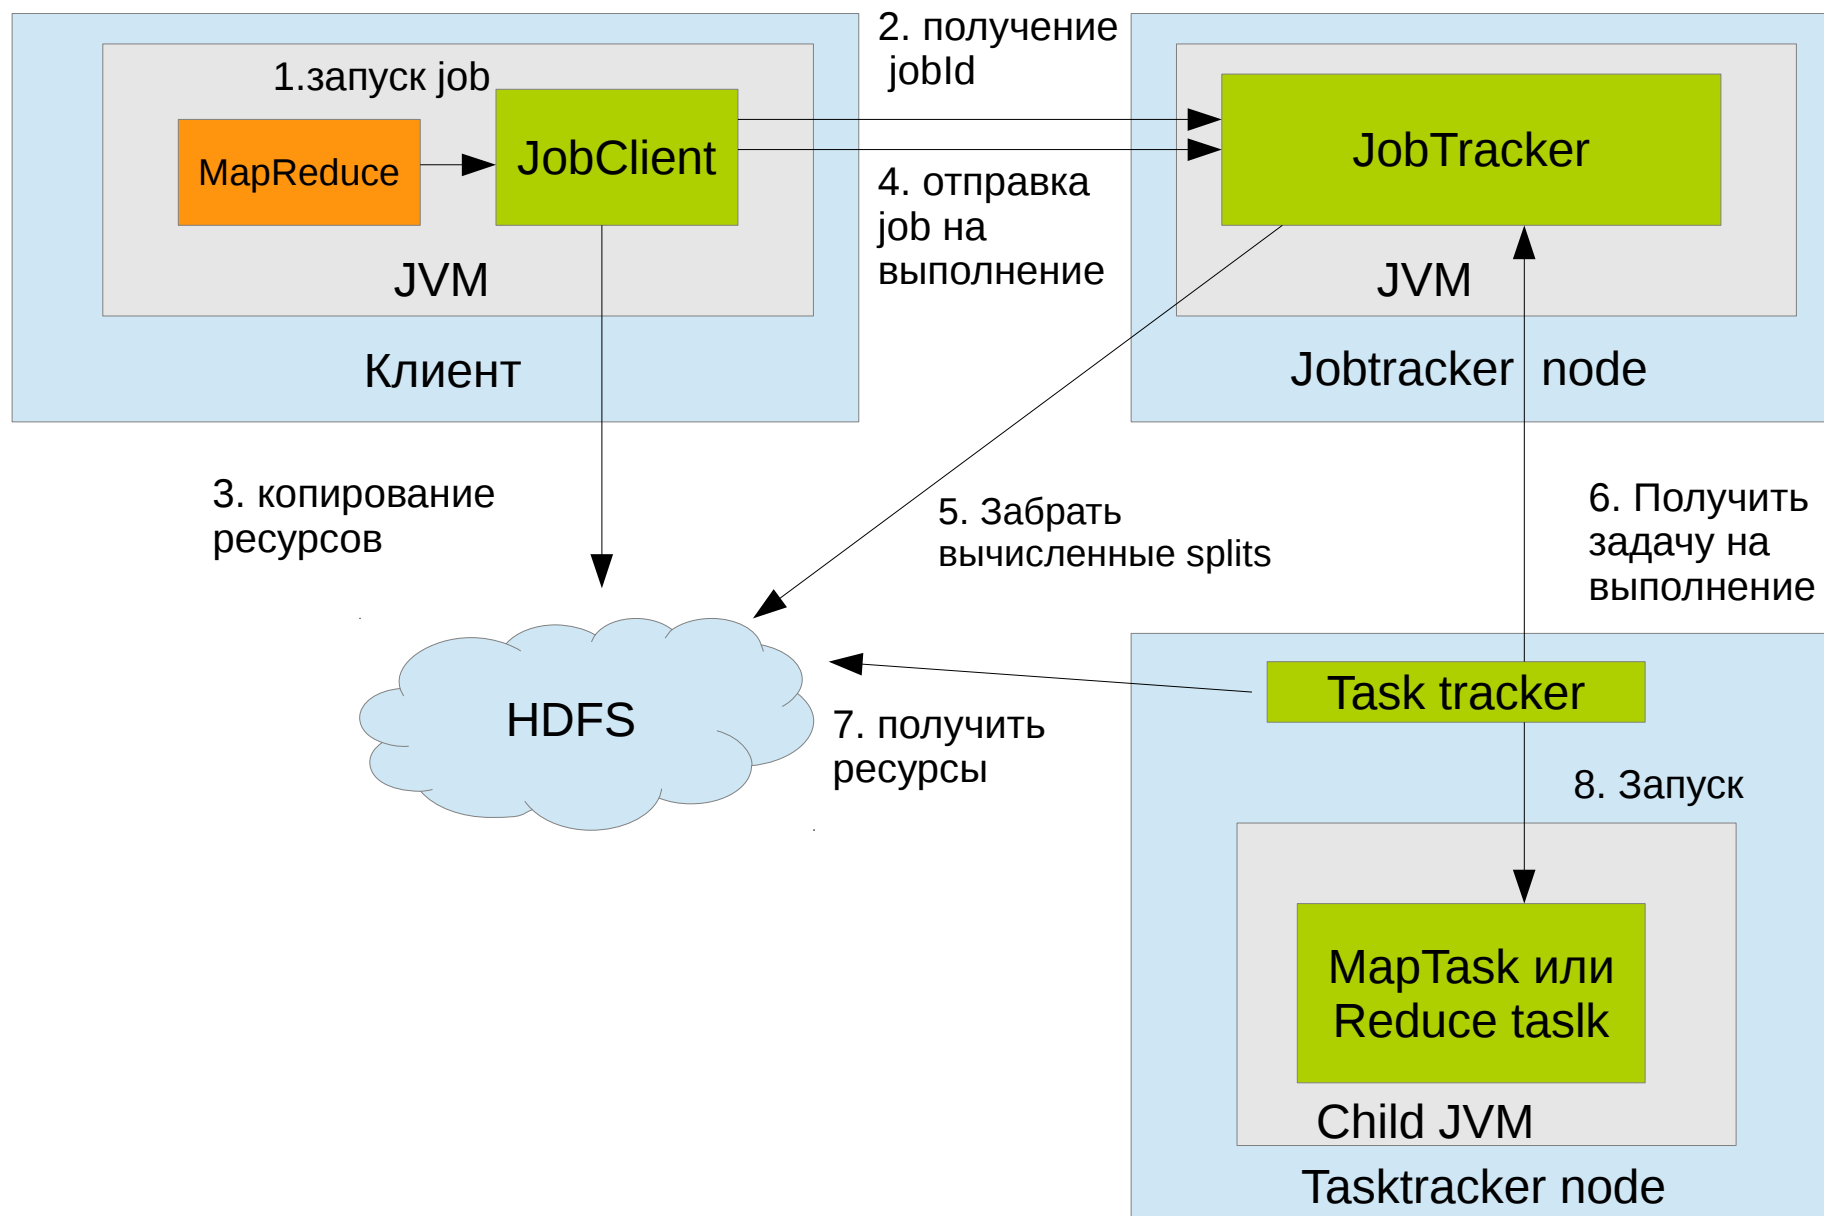 1.запуск job
MapReduce
JobClient
JVM
Клиент
2. получение
jobId
4. отправка
job на
выполнение
JobTracker
JVM
Jobtracker node
3. копирование
ресурсов
5. Забрать
вычисленные splits
6. Получить
задачу на
выполнение
HDFS
7. получить
ресурсы
Task tracker
8. Запуск
MapTask или
Reduce taslk
Child JVM
Tasktracker node